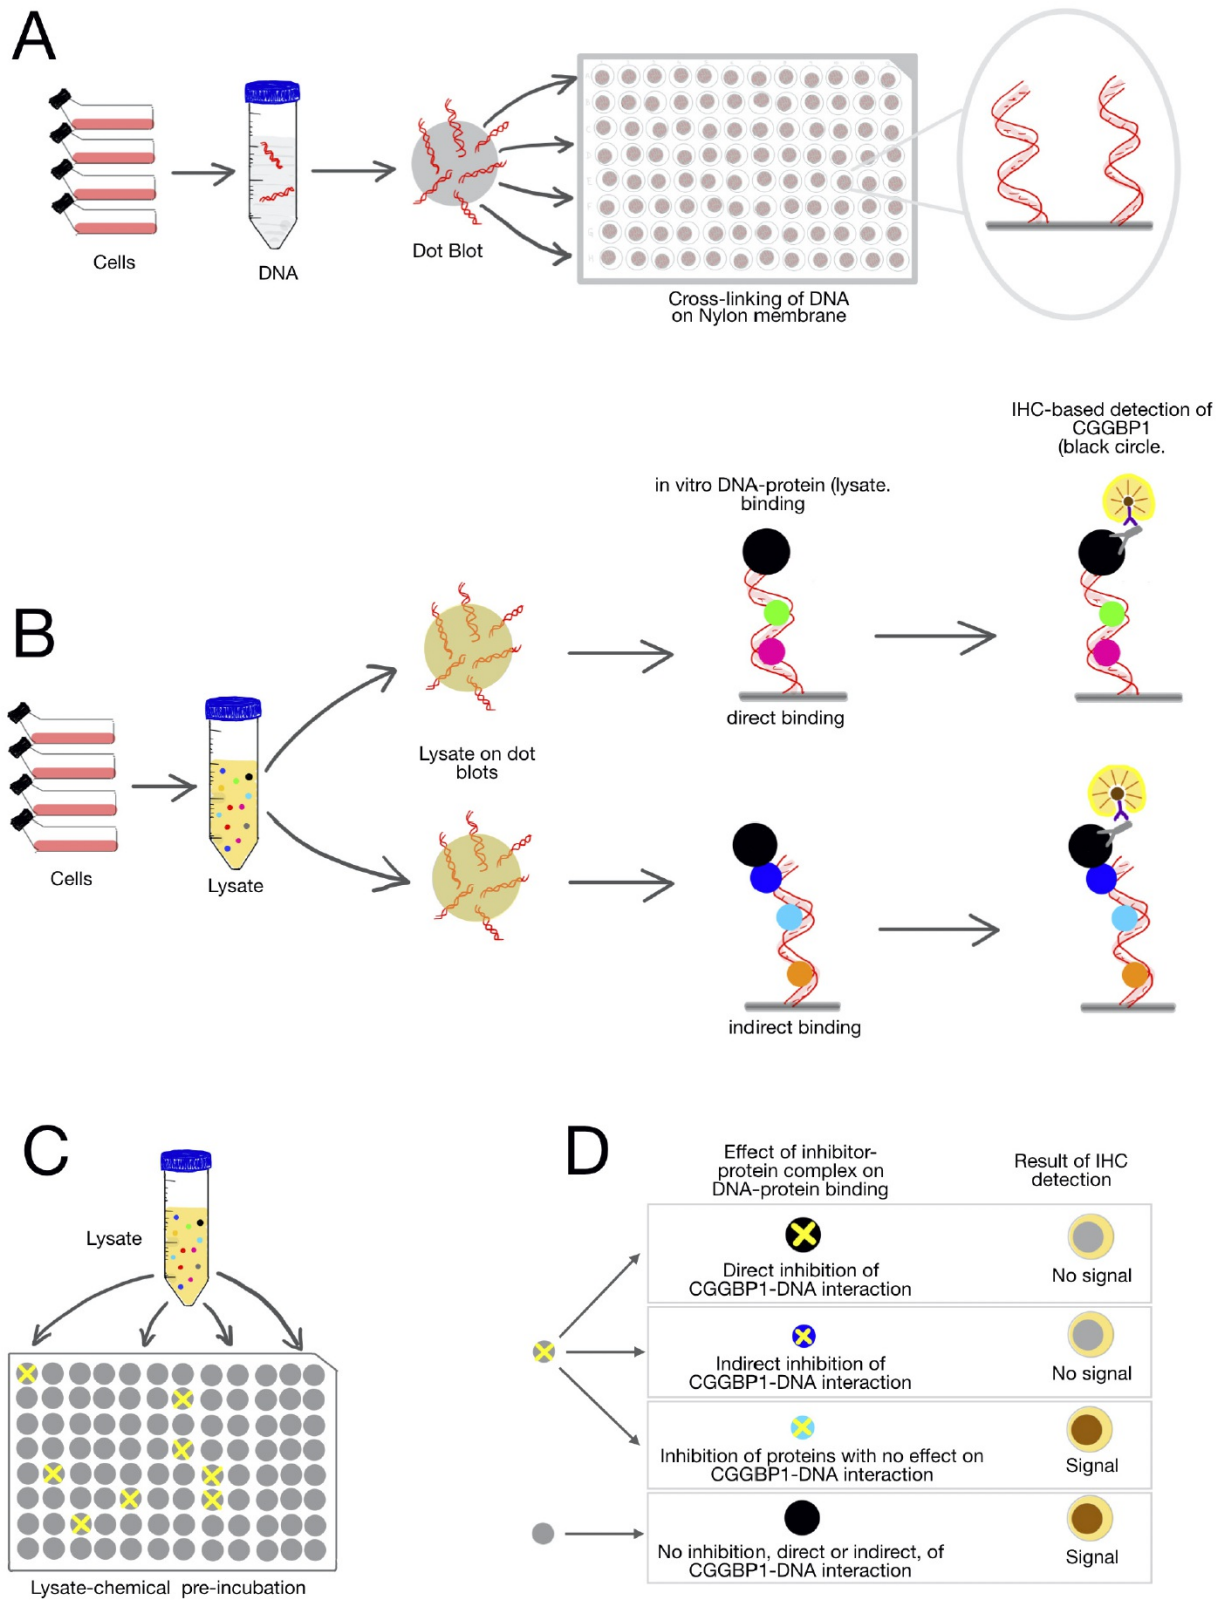 A
Cells
DNA
Dot Blot
Cross-linking of DNA
on Nylon membrane
B
Cells
Lysate
Lysate on dot
blots
in vitro DNA-protein (lysate.
binding
direct binding
indirect binding
IHC-based detection of
CGGBP1
(black circle.
C
Lysate
Lysate-chemical pre-incubation
D
Effect of inhibitor-
protein complex on
DNA-protein binding
Result of IHC
detection
Direct inhibition of
CGGBP1-DNA interaction
No signal
Indirect inhibition of
CGGBP1-DNA interaction
No signal
Inhibition of proteins with no effect on
CGGBP1-DNA interaction
Signal
No inhibition, direct or indirect, of
CGGBP1-DNA interaction
Signal